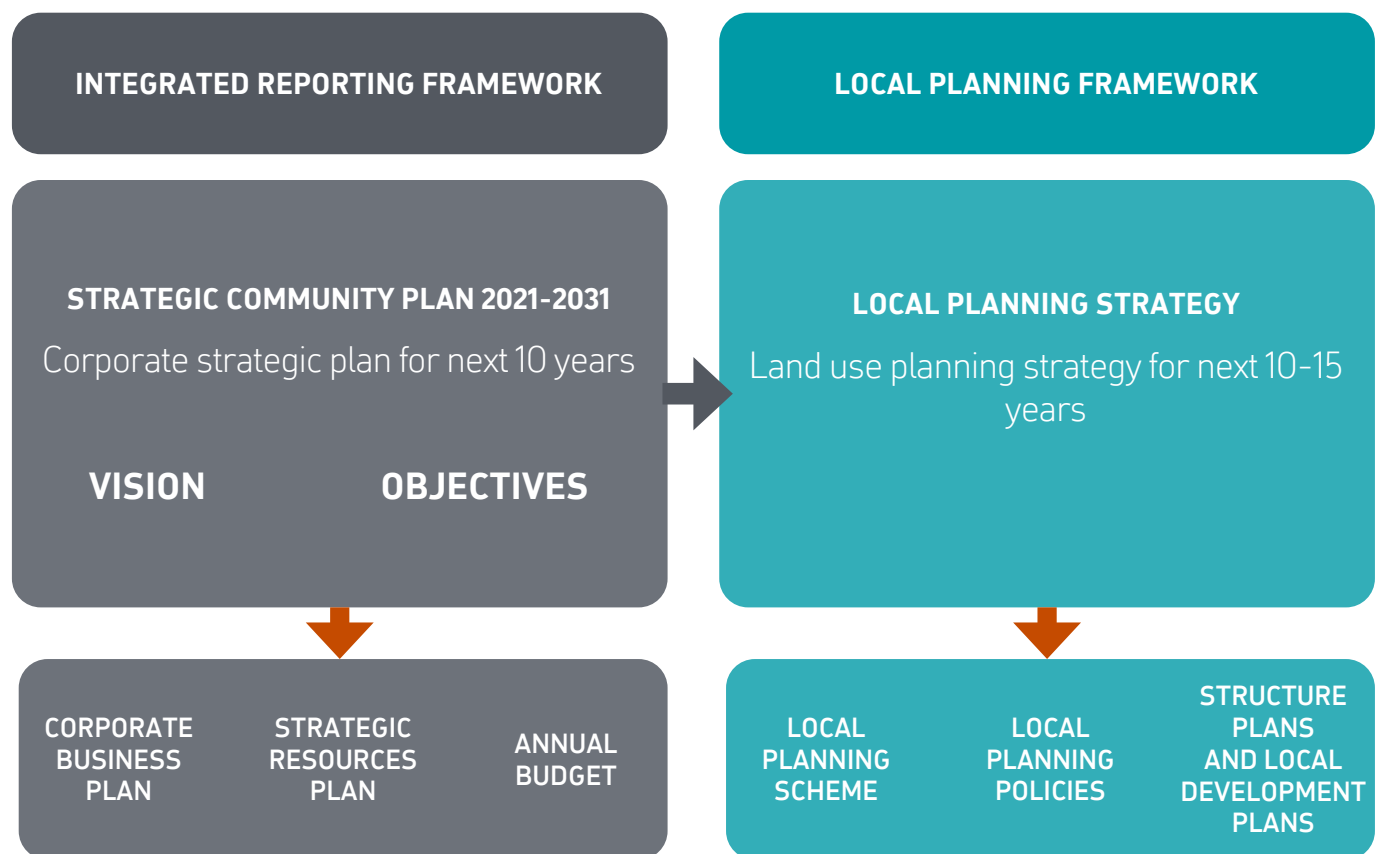 INTEGRATED REPORTING FRAMEWORK
LOCAL PLANNING FRAMEWORK
STRATEGIC COMMUNITY PLAN 2021-2031
Corporate strategic plan for next 10 years
VISION
OBJECTIVES
LOCAL PLANNING STRATEGY
Land use planning strategy for next 10-15
years
CORPORATE
BUSINESS
PLAN
STRATEGIC
RESOURCES
PLAN
ANNUAL
BUDGET
LOCAL
PLANNING
SCHEME
LOCAL
PLANNING
POLICIES
STRUCTURE
PLANS
AND LOCAL
DEVELOPMENT
PLANS